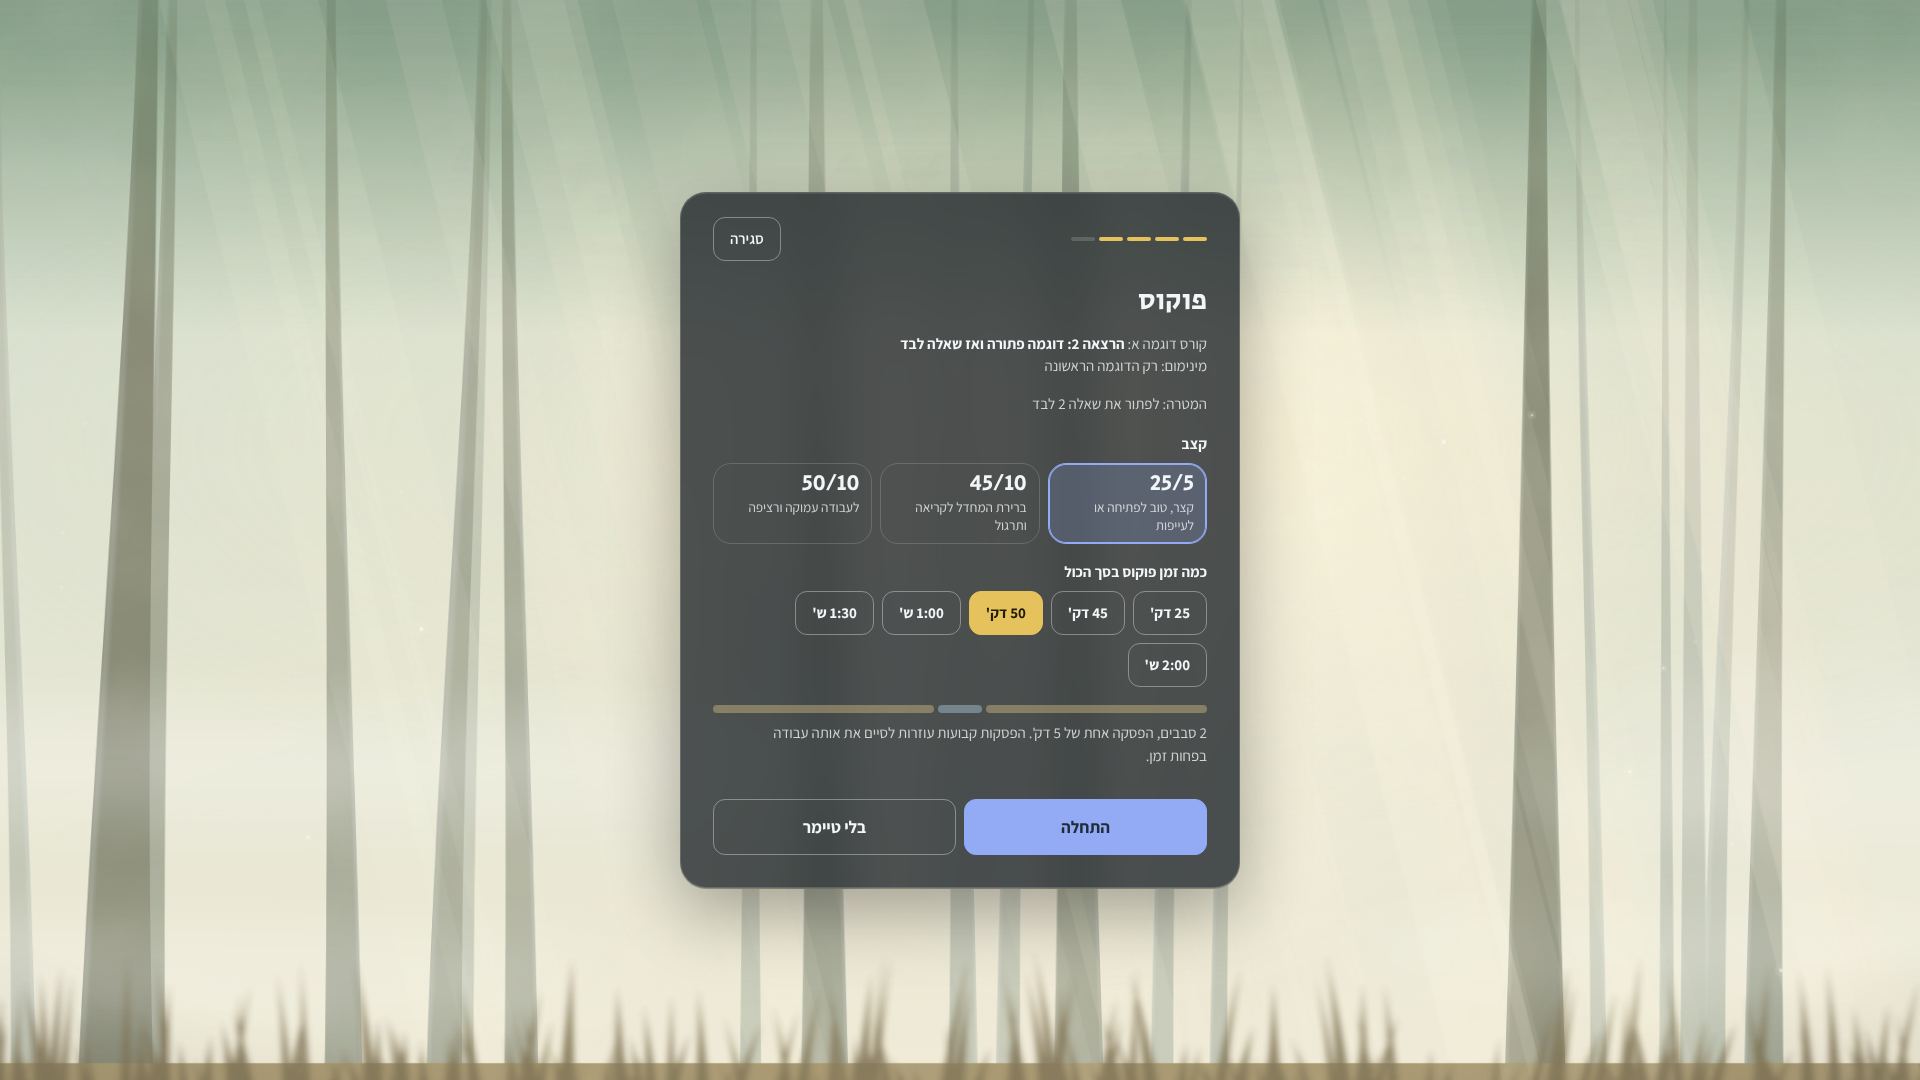 סגירה
פוקוס
קורס דוגמה א: הרצאה 2: דוגמה פתורה ואז שאלה לבד
מינימום: רק הדוגמה הראשונה
המטרה: לפתור את שאלה 2 לבד
קצב
25/5
קצר, טוב לפתיחה או
לעייפות
45/10
ברירת המחדל לקריאה
ותרגול
50/10
לעבודה עמוקה ורציפה
כמה זמן פוקוס בסך הכול
25 דק'
45 דק'
50 דק'
1:00 ש'
1:30 ש'
2:00 ש'
2 סבבים, הפסקה אחת של 5 דק'. הפסקות קבועות עוזרות לסיים את אותה עבודה
בפחות זמן.
התחלה
בלי טיימר